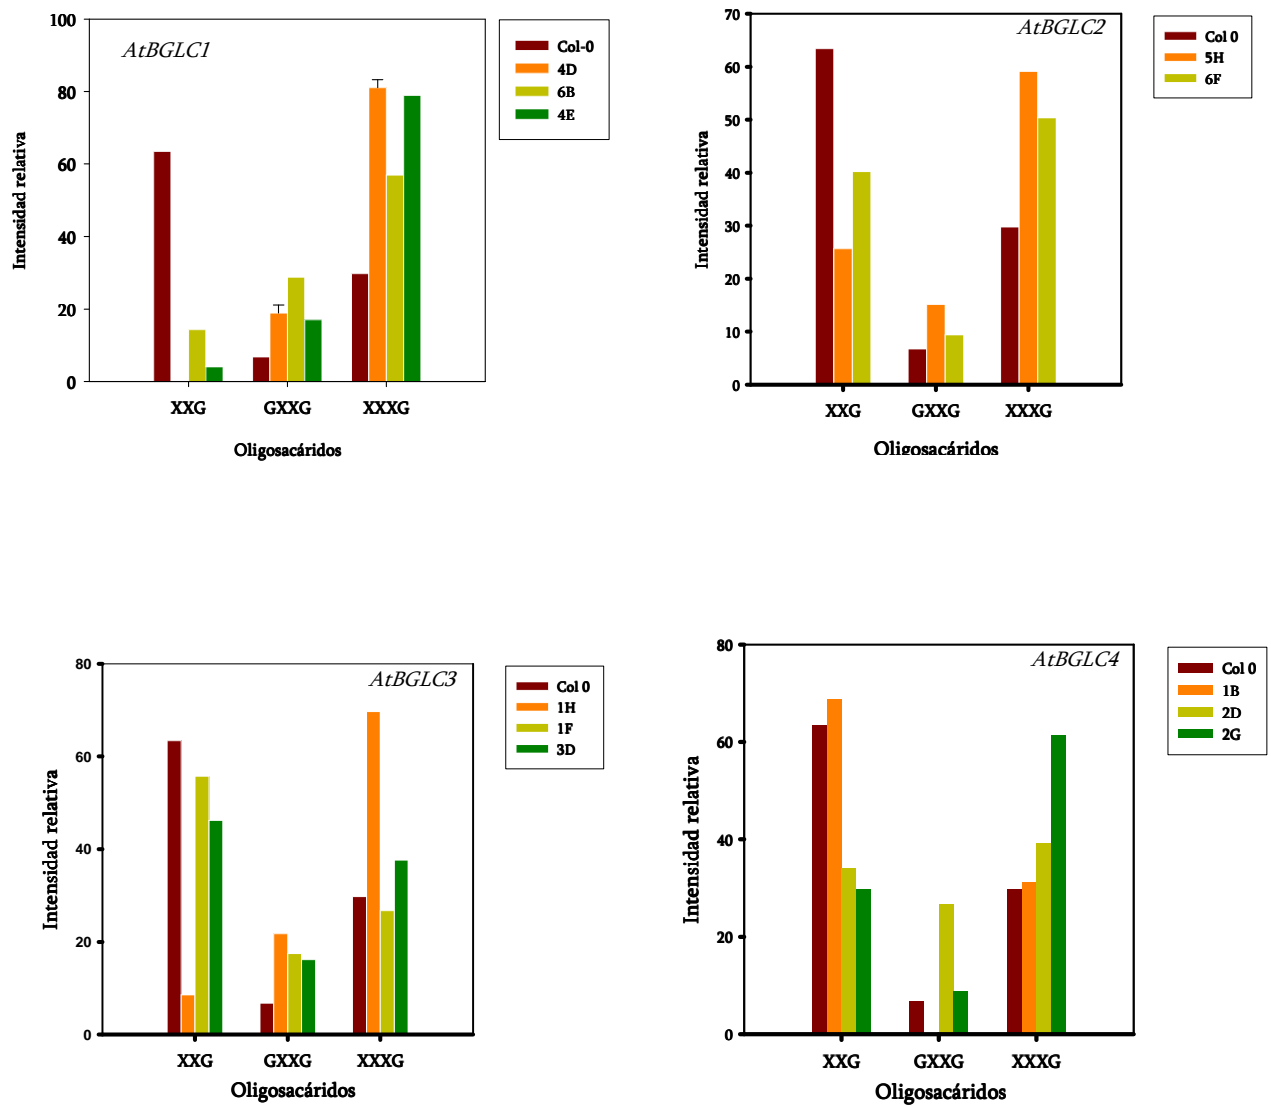 AtBGLC1
100
80
60
40
20
0
Intensidad relativa
XXG GXXG XXXG
Oligosacáridos
Col-0
4D
6B
4E
AtBGLC2
70
60
50
40
30
20
10
0
Intensidad relativa
XXG GXXG XXXG
Oligosacáridos
Col 0
5H
6F
AtBGLC3
80
60
40
20
0
Intensidad relativa
XXG GXXG XXXG
Oligosacáridos
Col 0
1H
1F
3D
AtBGLC4
80
60
40
20
0
Intensidad relativa
XXG GXXG XXXG
Oligosacáridos
Col 0
1B
2D
2G